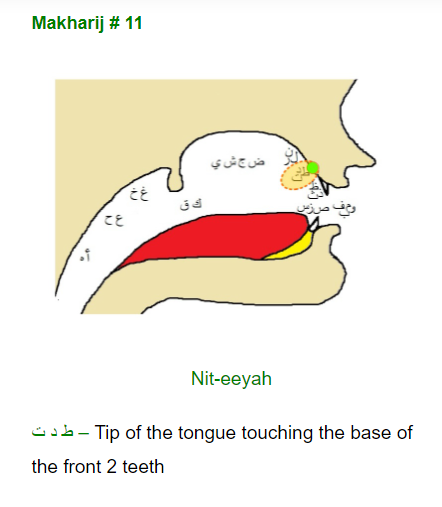 Makharij # 11
ض ج ش ي
غ خ
ك ق
ع ح
ص ز س
أ ه
Nit-eeyah
ط د ت – Tip of the tongue touching the base of
the front 2 teeth